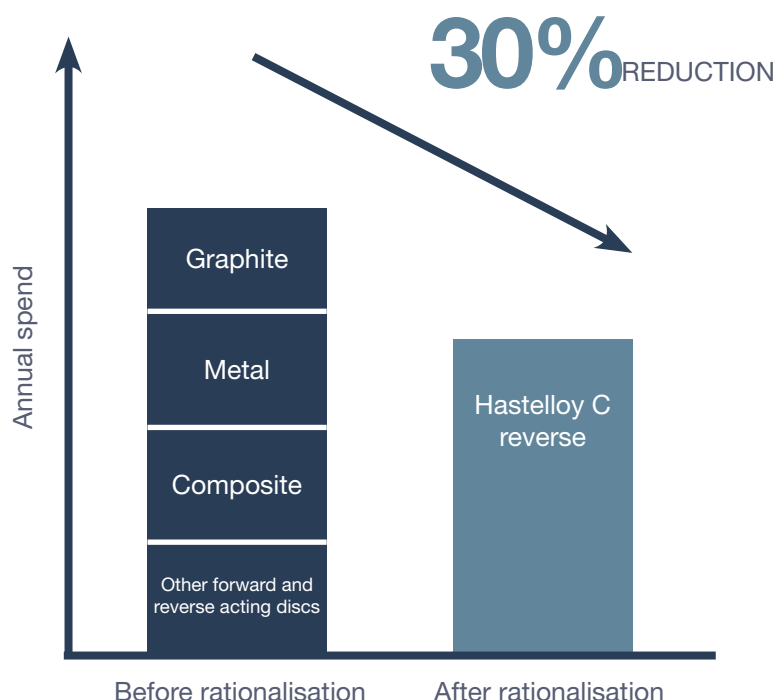 30% REDUCTION
Annual spend
Graphite
Metal
Composite
Other forward and
reverse acting discs
Hastelloy C
reverse
Before rationalisation
After rationalisation